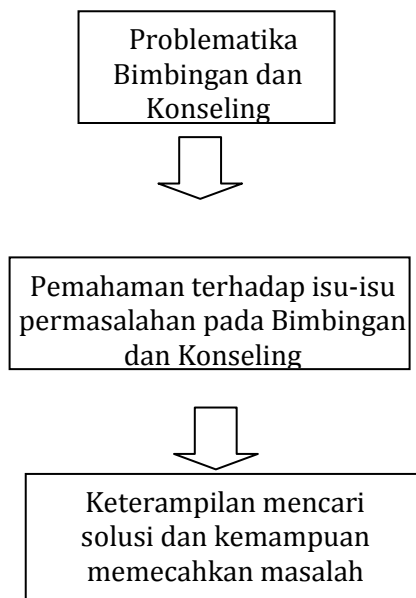 Problematika
Bimbingan dan
Konseling
Pemahaman terhadap isu-isu
permasalahan pada Bimbingan
dan Konseling
Keterampilan mencari
solusi dan kemampuan
memecahkan masalah